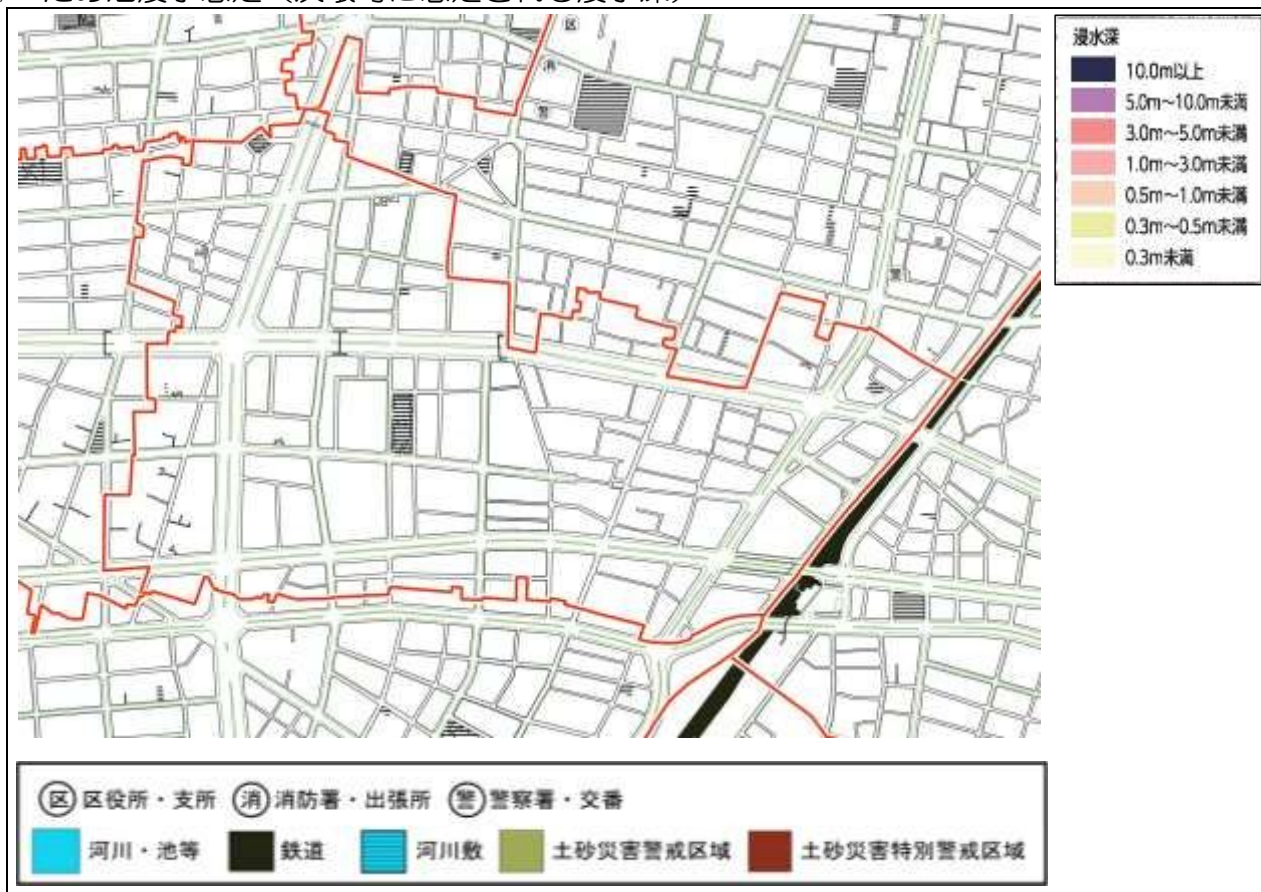 浸水深
10.0m以上
5.0m～10.0m未満
3.0m～5.0m未満
1.0m～3.0m未満
0.5m～1.0m未満
0.3m～0.5m未満
0.3m未満
区
消
警
警
区 区役所・支所 消 消防署・出張所 警 警察署・交番
河川・池等 鉄道 河川敷 土砂災害警戒区域 土砂災害特別警戒区域